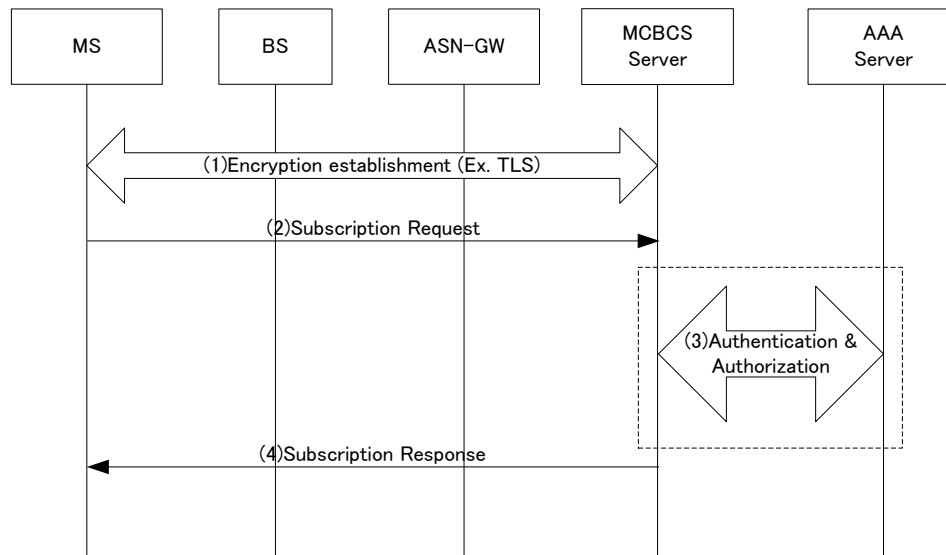 MS
BS
ASN-GW
MCBCS
Server
AAA
Server
(1)Encryption establishment (Ex. TLS)
(2)Subscription Request
(3)Authentication &
Authorization
(4)Subscription Response